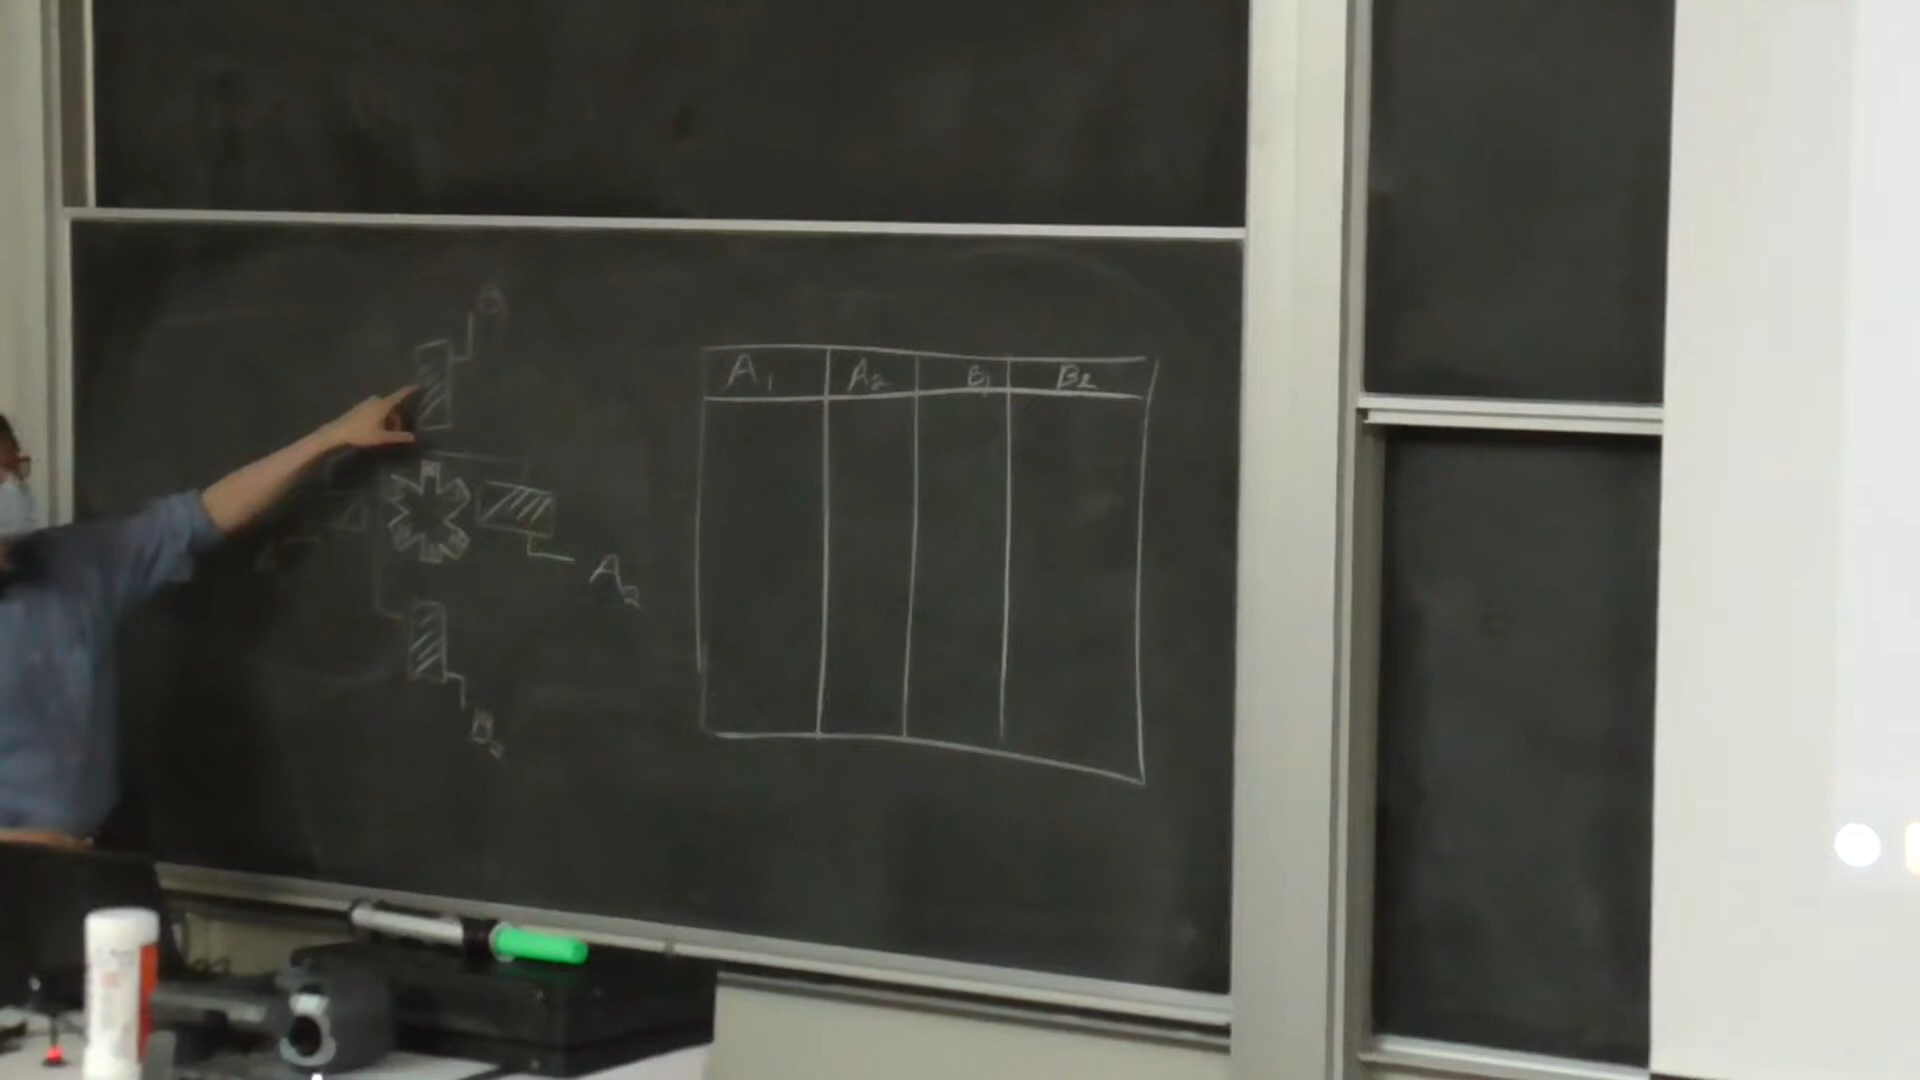 A₁ A₂ B₁ B₂
A₂
B₂